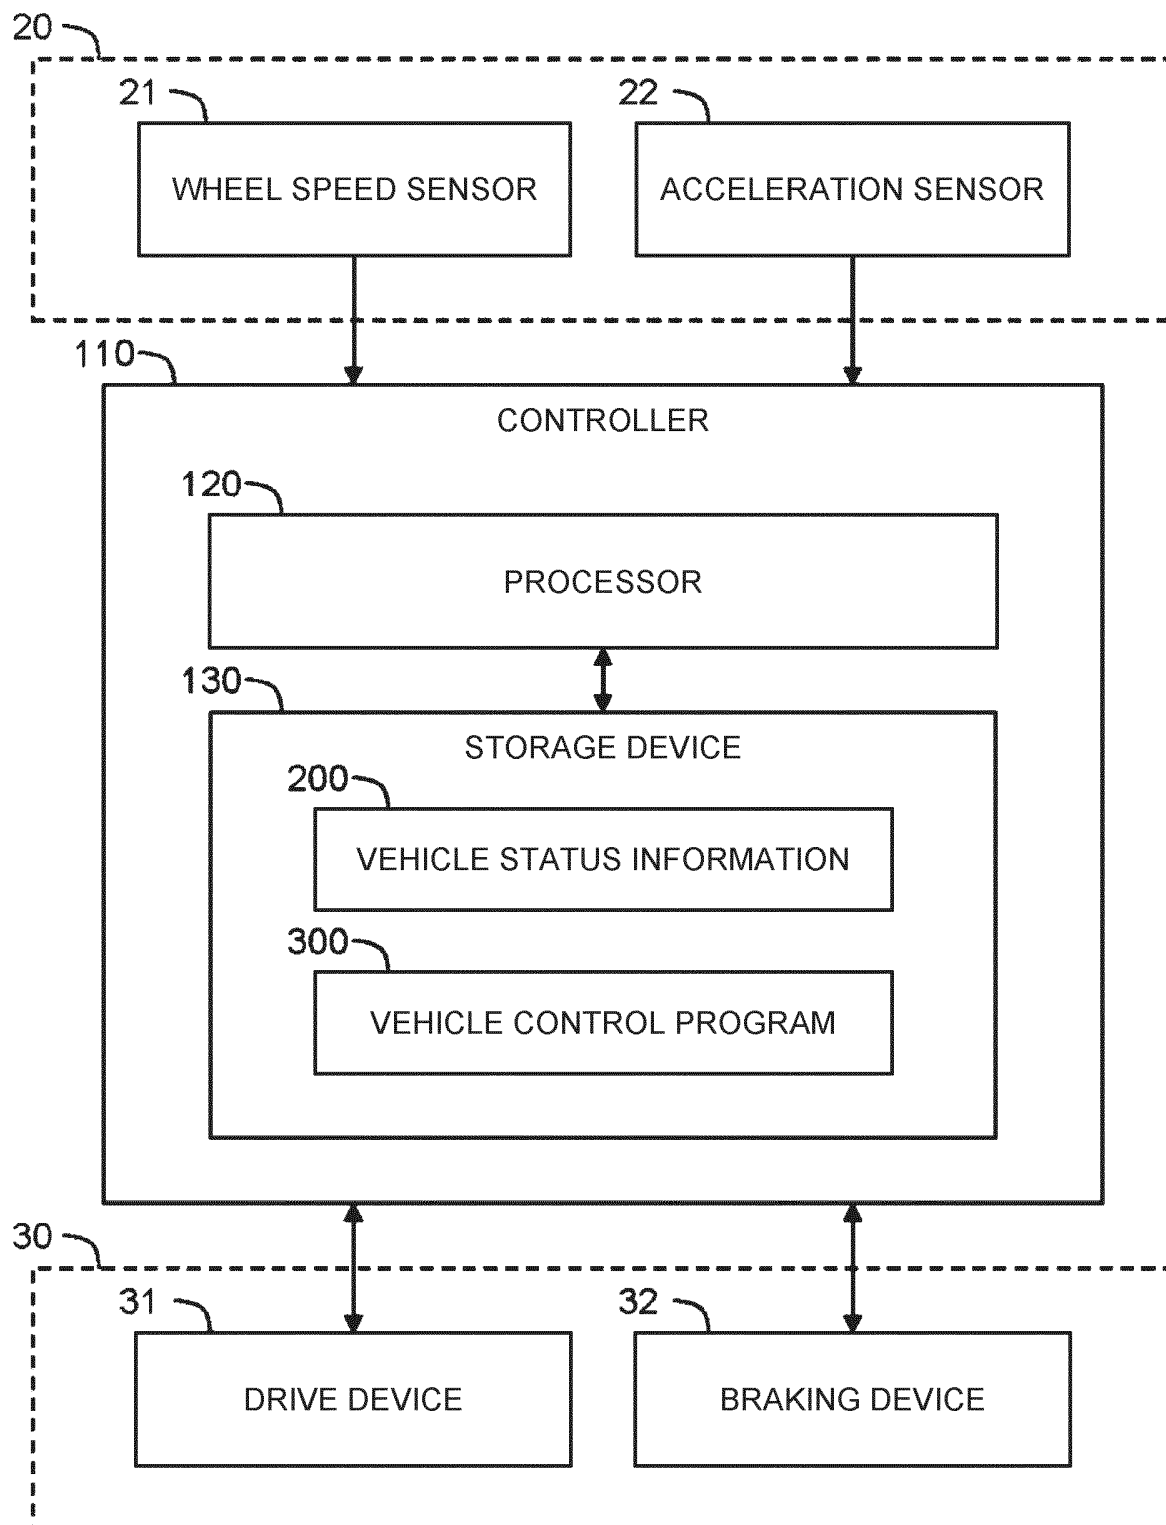 20
21
22
WHEEL SPEED SENSOR
ACCELERATION SENSOR
110
CONTROLLER
120
PROCESSOR
130
STORAGE DEVICE
200
VEHICLE STATUS INFORMATION
300
VEHICLE CONTROL PROGRAM
30
31
32
DRIVE DEVICE
BRAKING DEVICE